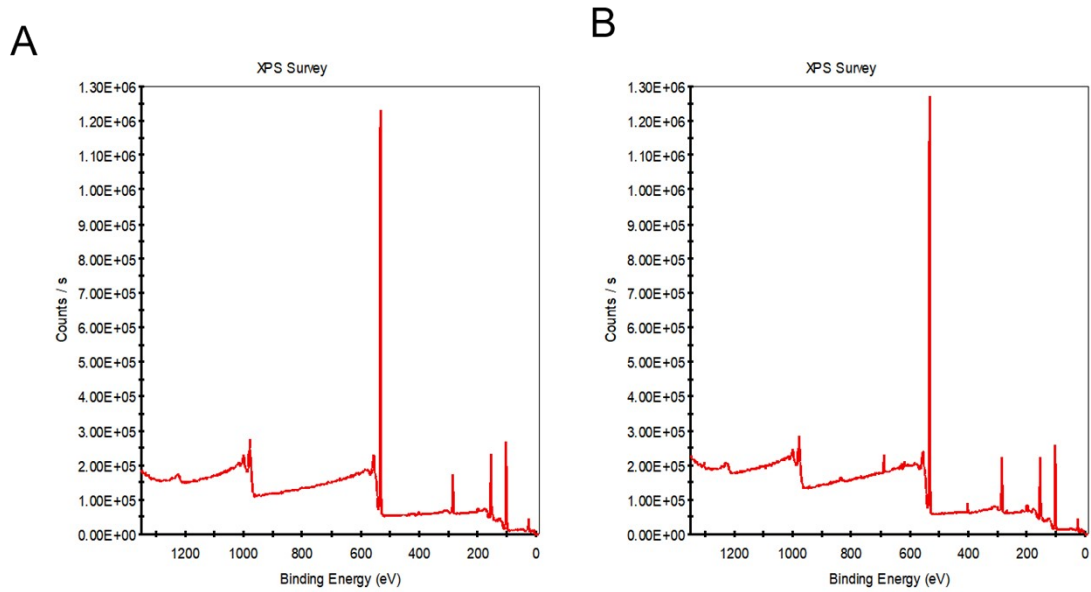 A
XPS Survey
1.30E+06
1.20E+06
1.10E+06
1.00E+06
9.00E+05
8.00E+05
7.00E+05
6.00E+05
5.00E+05
4.00E+05
3.00E+05
2.00E+05
1.00E+05
0.00E+00
Counts / s
1200 1000 800 600 400 200 0
Binding Energy (eV)
B
XPS Survey
1.30E+06
1.20E+06
1.10E+06
1.00E+06
9.00E+05
8.00E+05
7.00E+05
6.00E+05
5.00E+05
4.00E+05
3.00E+05
2.00E+05
1.00E+05
0.00E+00
Counts / s
1200 1000 800 600 400 200 0
Binding Energy (eV)